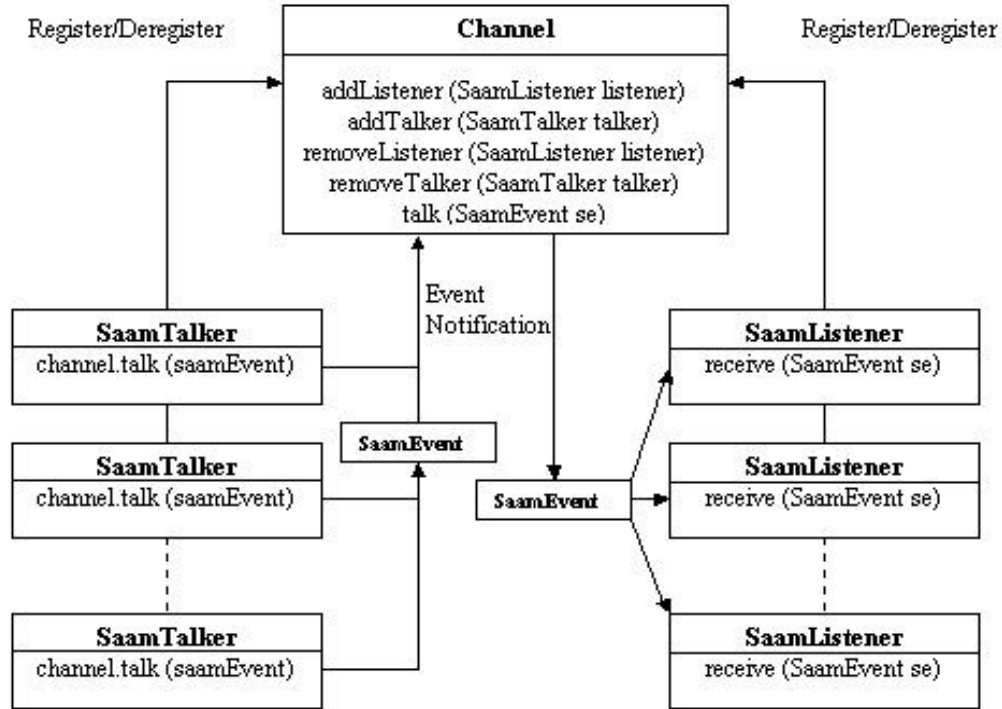 Register/Deregister
Channel
Register/Deregister
addListener (SaamListener listener)
addTalker (SaamTalker talker)
removeListener (SaamListener listener)
removeTalker (SaamTalker talker)
talk (SaamEvent se)
Event
Notification
SaamTalker
channel.talk (saamEvent)
SaamTalker
channel.talk (saamEvent)
SaamTalker
channel.talk (saamEvent)
SaamEvent
SaamEvent
SaamListener
receive (SaamEvent se)
SaamListener
receive (SaamEvent se)
SaamListener
receive (SaamEvent se)